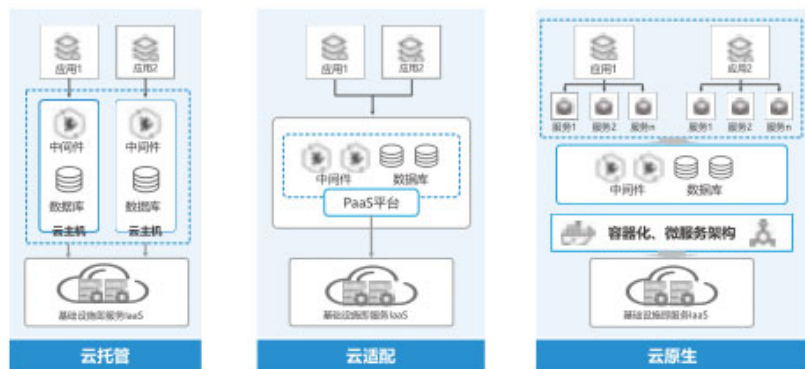 应用1
应用2
中间件
中间件
数据库
数据库
云主机
云主机
基础设施即服务IaaS
云托管
应用1
应用2
中间件
数据库
PaaS平台
基础设施即服务IaaS
云适配
应用1
应用2
服务1
服务2
服务n
服务1
服务2
服务n
中间件
数据库
容器化、微服务架构
基础设施即服务IaaS
云原生